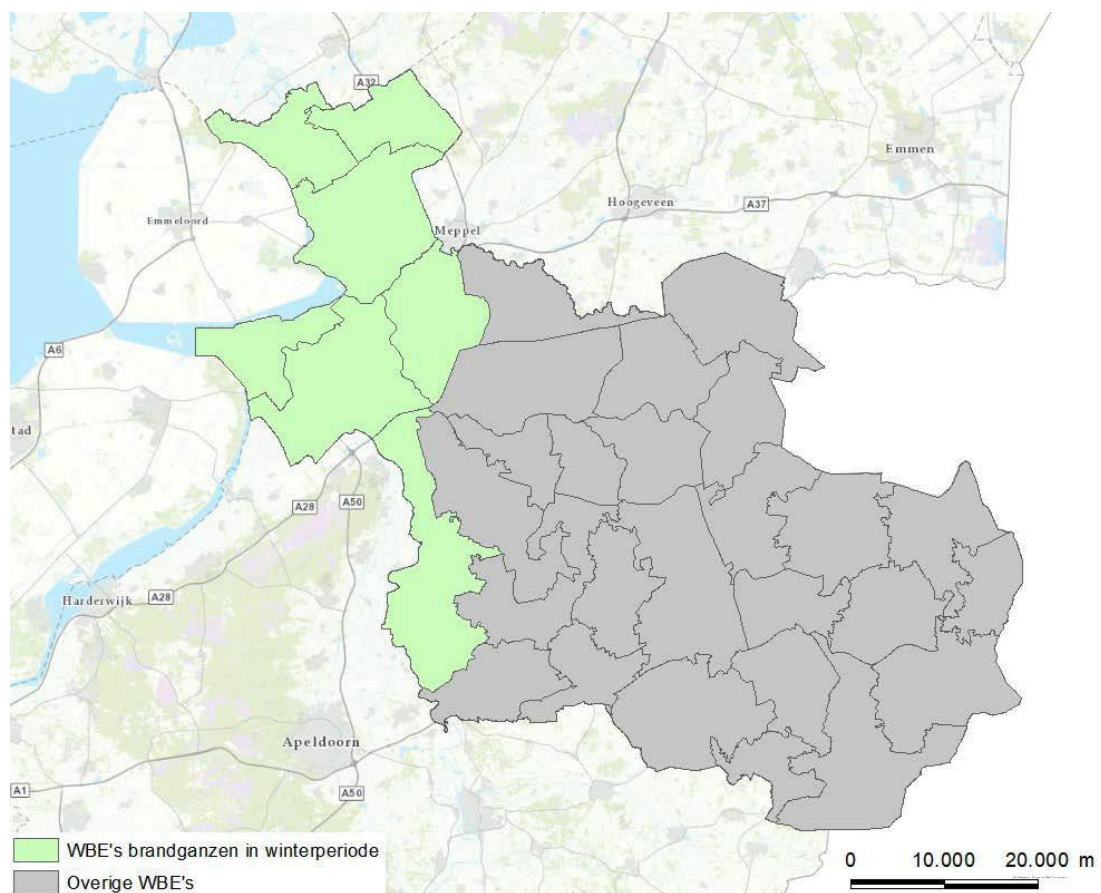 A32
Emmen
Hoogeveen
A37
Emmeloord
Meppel
A6
tad
A28
A50
Harderwijk
A28
Apeldoorn
A1
A50
WBE's brandganzen in winterperiode
Overige WBE's
0 10.000 20.000 m